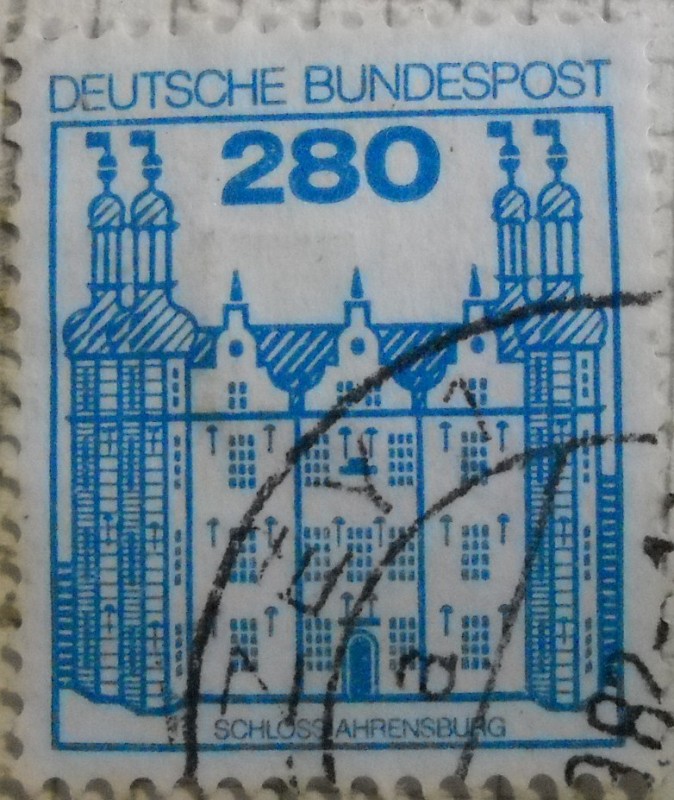 DEUTSCHE BUNDESPOST
280
SCHLOSS AHRENSBURG
a